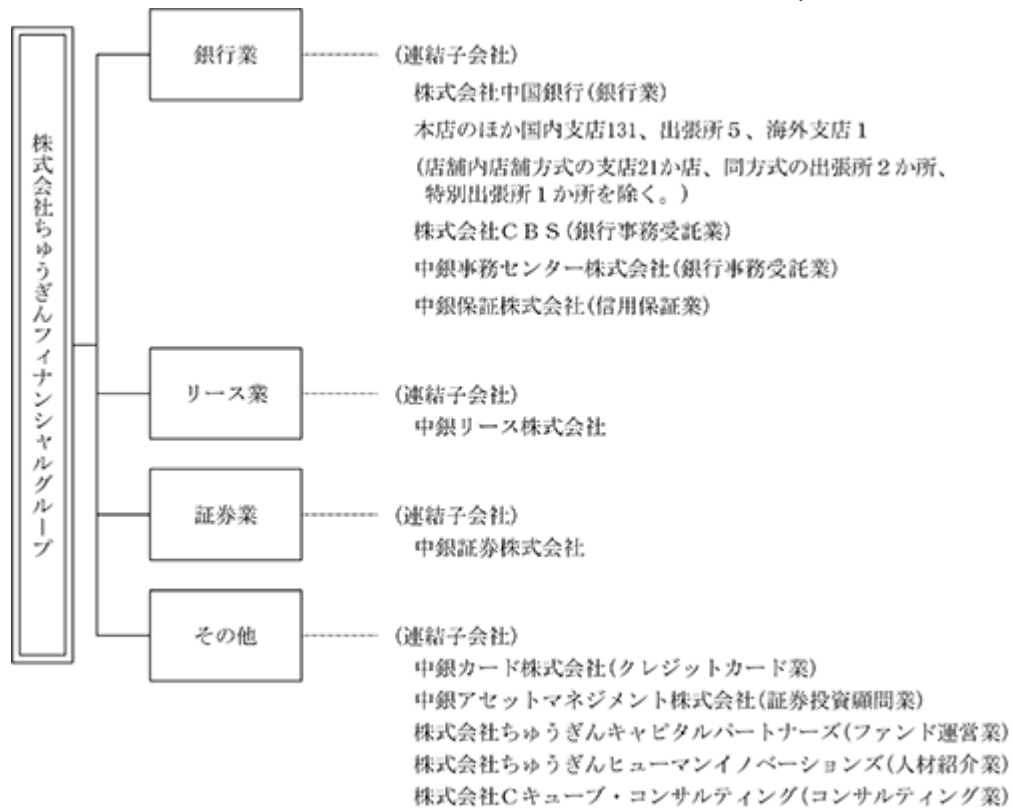 株式会社ちゅうぎんフィナンシャルグループ
銀行業
(連結子会社)
株式会社中国銀行(銀行業)
本店のほか国内支店131、出張所5、海外支店1
(店舗内店舗方式の支店21か店、同方式の出張所2か所、
特別出張所1か所を除く。)
株式会社CBS(銀行事務受託業)
中銀事務センター株式会社(銀行事務受託業)
中銀保証株式会社(信用保証業)
リース業
(連結子会社)
中銀リース株式会社
証券業
(連結子会社)
中銀証券株式会社
その他
(連結子会社)
中銀カード株式会社(クレジットカード業)
中銀アセットマネジメント株式会社(証券投資顧問業)
株式会社ちゅうぎんキャピタルパートナーズ(ファンド運営業)
株式会社ちゅうぎんヒューマンイノベーションズ(人材紹介業)
株式会社Cキューブ・コンサルティング(コンサルティング業)